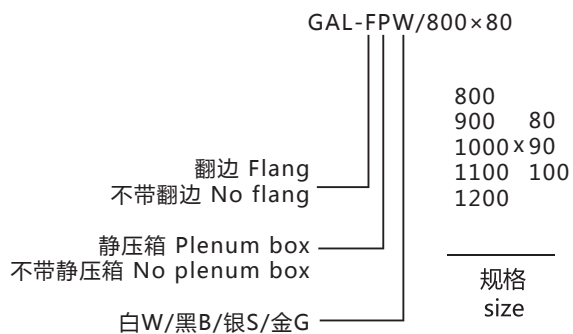 GAL-FPW/800×80
800
900 80
1000 x 90
1100 100
1200
翻边 Flang
不带翻边 No flang
静压箱 Plenum box
不带静压箱 No plenum box
规格
size
白W/黑B/银S/金G